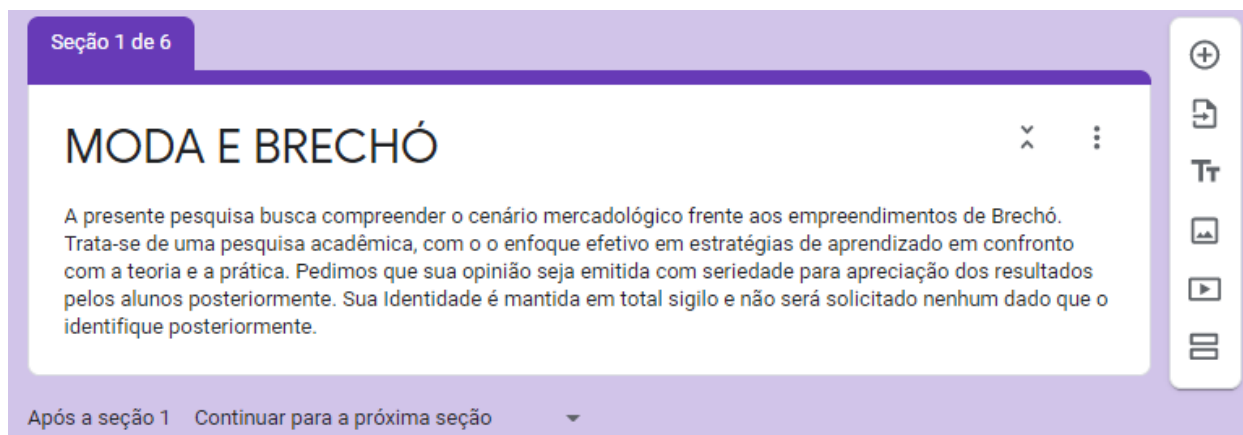 Seção 1 de 6
MODA E BRECHÓ
A presente pesquisa busca compreender o cenário mercadológico frente aos empreendimentos de Brechó.
Trata-se de uma pesquisa acadêmica, com o o enfoque efetivo em estratégias de aprendizado em confronto
com a teoria e a prática. Pedimos que sua opinião seja emitida com seriedade para apreciação dos resultados
pelos alunos posteriormente. Sua Identidade é mantida em total sigilo e não será solicitado nenhum dado que o
identifique posteriormente.
Após a seção 1 Continuar para a próxima seção